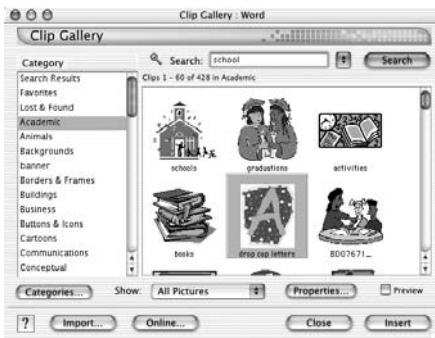 Clip Gallery : Word
Clip Gallery
Category
Search: school
Search
Search Results
Favorites
Lost & Found
Academic
Animals
Backgrounds
banner
Borders & Frames
Buildings
Business
Buttons & Icons
Cartoons
Communications
Conceptual
Clips 1 - 60 of 428 in Academic
schools
graduations
activities
A
books
drop cap letters
BD07671_
Categories...
Show:
All Pictures
Properties...
Preview
?
Import...
Online...
Close
Insert